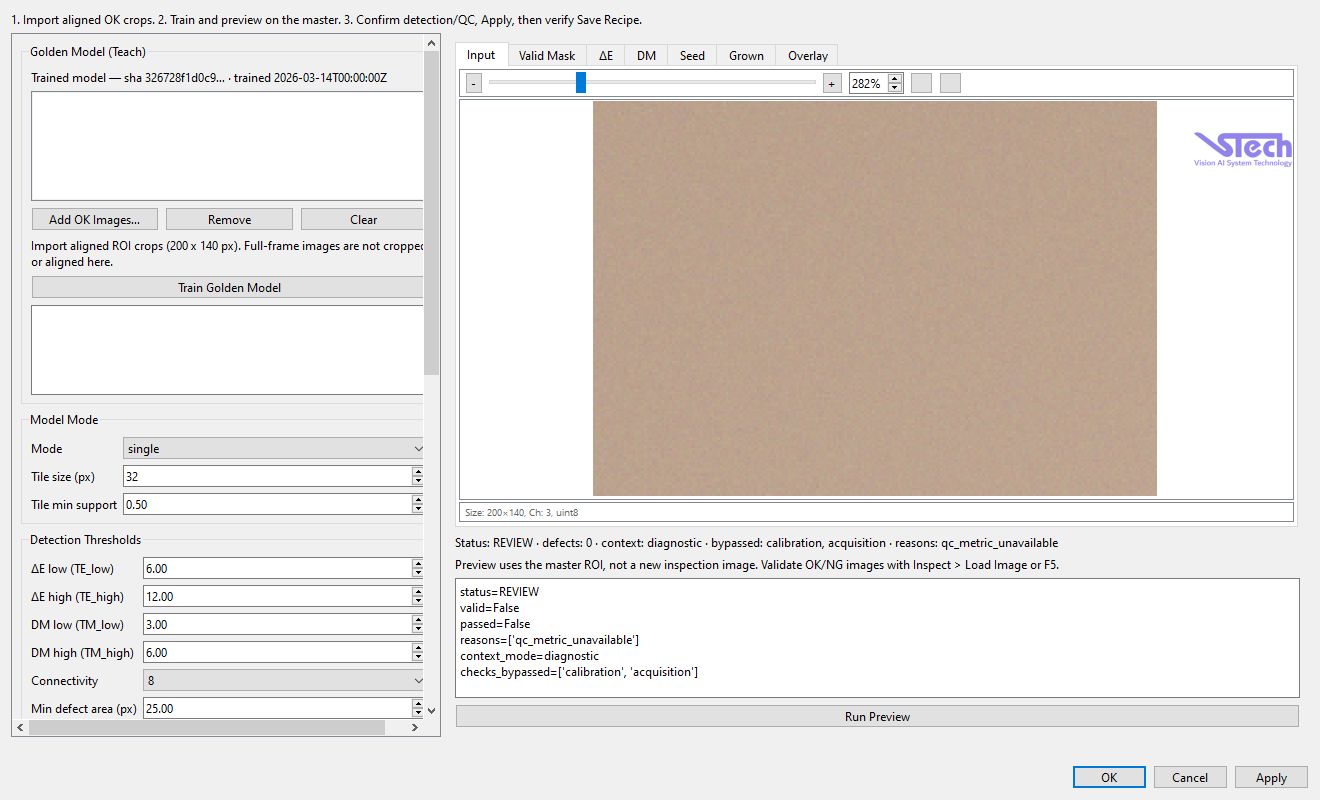 1. Import aligned OK crops. 2. Train and preview on the master. 3. Confirm detection/QC, Apply, then verify Save Recipe.
Golden Model (Teach)
Trained model — sha 326728f1d0c9... · trained 2026-03-14T00:00:00Z
Add OK Images...
Remove
Clear
Import aligned ROI crops (200 x 140 px). Full-frame images are not cropped
or aligned here.
Train Golden Model
Model Mode
Mode
single
Tile size (px)
32
Tile min support
0.50
Detection Thresholds
ΔE low (TE_low)
6.00
ΔE high (TE_high)
12.00
DM low (TM_low)
3.00
DM high (TM_high)
6.00
Connectivity
8
Min defect area (px)
25.00
Input
Valid Mask
ΔE
DM
Seed
Grown
Overlay
-
+
282%
VSTech
Vision AI System Technology
Size: 200×140, Ch: 3, uint8
Status: REVIEW · defects: 0 · context: diagnostic · bypassed: calibration, acquisition · reasons: qc_metric_unavailable
Preview uses the master ROI, not a new inspection image. Validate OK/NG images with Inspect > Load Image or F5.
status=REVIEW
valid=False
passed=False
reasons=['qc_metric_unavailable']
context_mode=diagnostic
checks_bypassed=['calibration', 'acquisition']
Run Preview
OK
Cancel
Apply